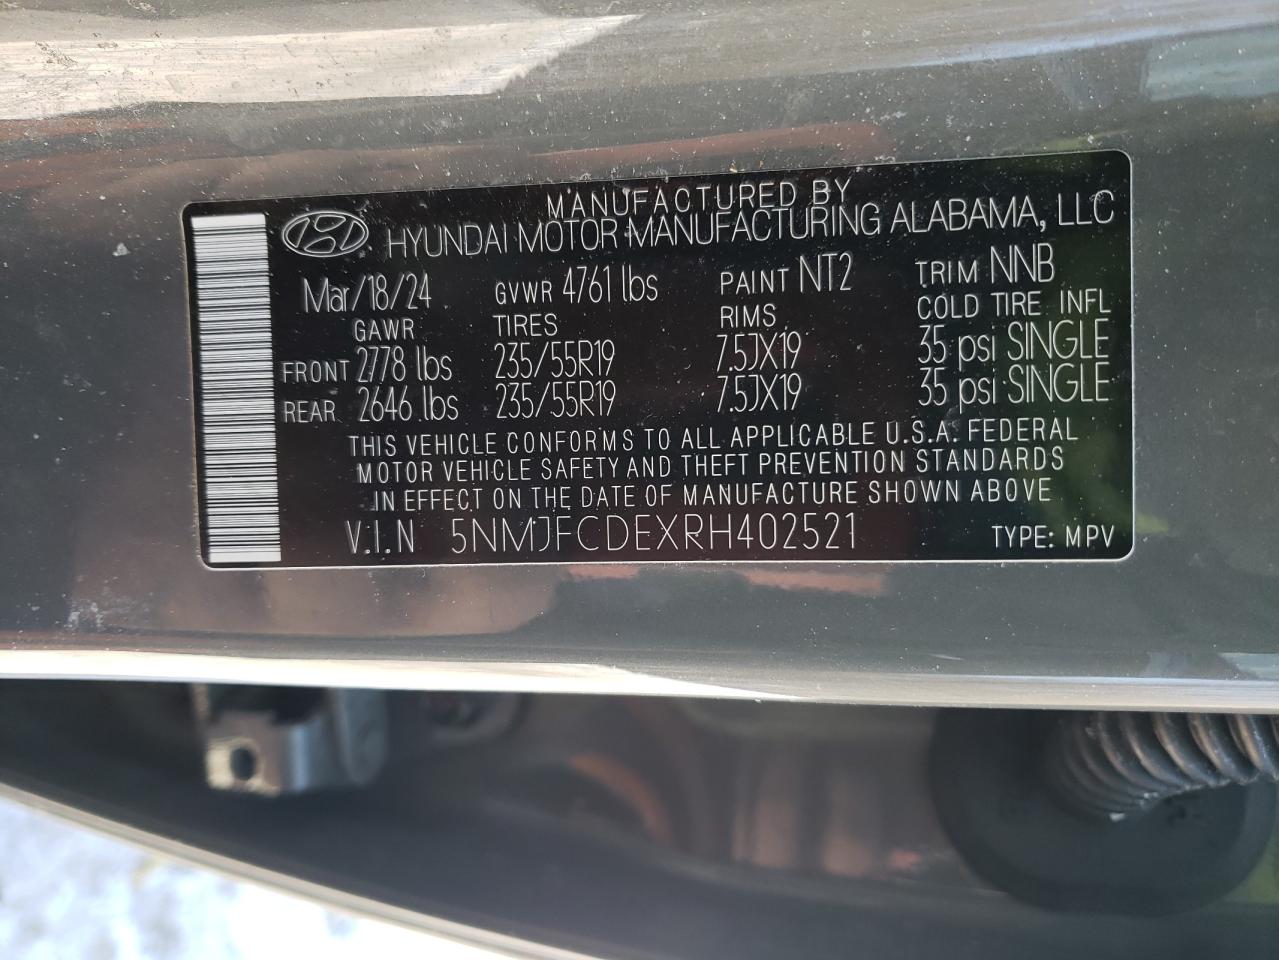 MANUFACTURED BY
HYUNDAI MOTOR MANUFACTURING ALABAMA, LLC
Mar/18/24 GVWR 4761 lbs PAINT NT2 TRIM NNB
GAWR TIRES RIMS COLD TIRE INFL
FRONT 2778 lbs 235/55R19 7.5JX19 35 psi SINGLE
REAR 2646 lbs 235/55R19 7.5JX19 35 psi SINGLE
THIS VEHICLE CONFORMS TO ALL APPLICABLE U.S.A. FEDERAL
MOTOR VEHICLE SAFETY AND THEFT PREVENTION STANDARDS
IN EFFECT ON THE DATE OF MANUFACTURE SHOWN ABOVE
V.I.N 5NMJFCDEXRH402521 TYPE: MPV